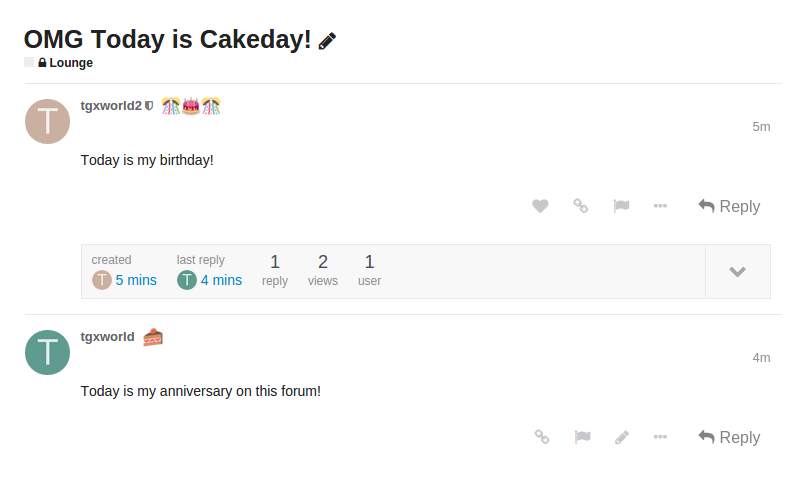 OMG Today is Cakeday!
Lounge
T
tgxworld2
5m
Today is my birthday!
Reply
created last reply 1 2 1
T 5 mins T 4 mins reply views user
T
tgxworld
4m
Today is my anniversary on this forum!
Reply